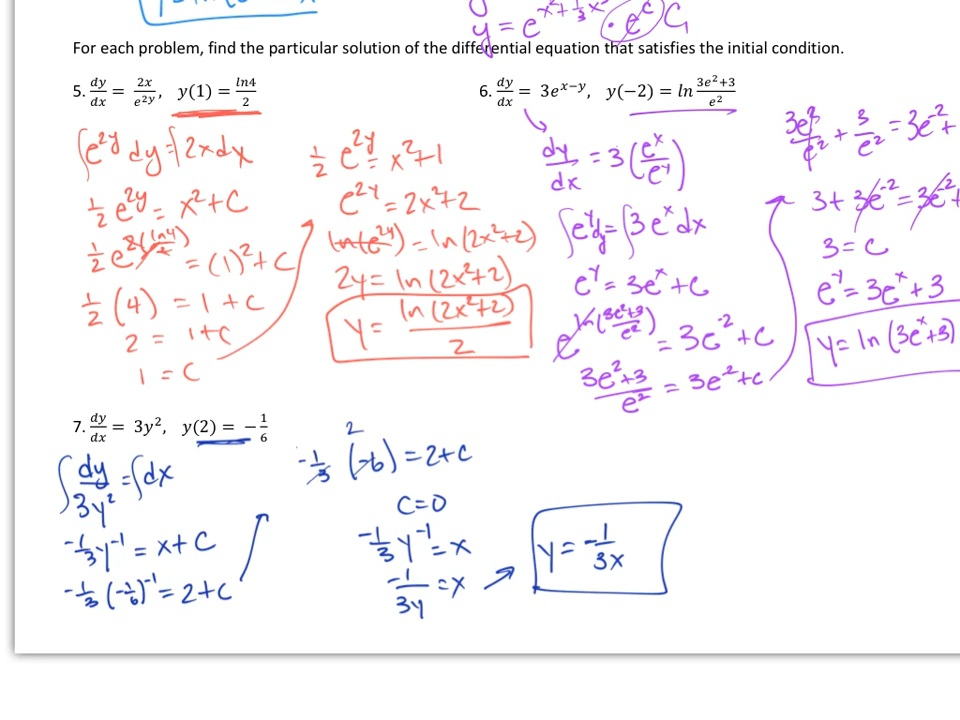 y = e^(x²+⅓x³) · e^C
For each problem, find the particular solution of the differential equation that satisfies the initial condition.
5. dy/dx = 2x/e^(2y), y(1) = ln4/2
∫e^(2y) dy = ∫2x dx
½ e^(2y) = x² + C
½ e^(2(ln4/2)) = (1)² + C
½ (4) = 1 + C
2 = 1 + C
1 = C
½ e^(2y) = x² + 1
e^(2y) = 2x² + 2
ln(e^(2y)) = ln(2x²+2)
2y = ln(2x²+2)
y = ln(2x²+2)/2
6. dy/dx = 3e^(x−y), y(−2) = ln (3e²+3)/e²
dy/dx = 3(e^x/e^y)
∫e^y dy = ∫3e^x dx
e^y = 3e^x + C
e^(ln((3e²+3)/e²)) = 3e^(-2) + C
(3e²+3)/e² = 3e^(-2) + C
3e²/e² + 3/e² = 3e^(-2) +
3 + 3e^(-2) = 3e^(-2) +
3 = C
e^y = 3e^x + 3
y = ln(3e^x+3)
7. dy/dx = 3y², y(2) = −1/6
∫dy/3y² = ∫dx
-⅓y^(-1) = x + C
-⅓(-1/6)^(-1) = 2 + C
2
-⅓(-6) = 2 + C
C = 0
-⅓y^(-1) = x
-1/3y = x
y = -1/3x